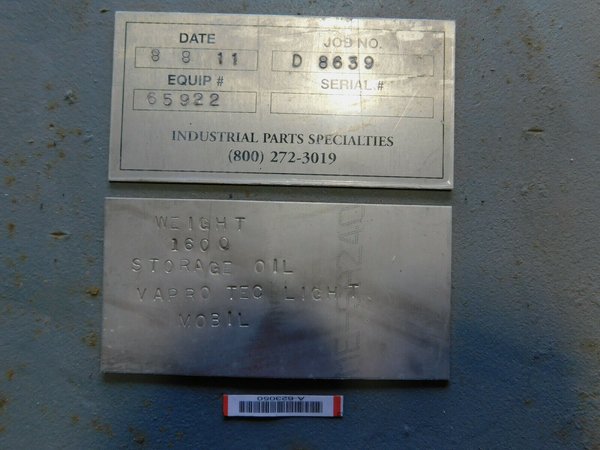 DATE JOB NO.
8 8 11 D 8639
EQUIP # SERIAL #
65922
INDUSTRIAL PARTS SPECIALTIES
(800) 272-3019
WEIGHT
1600
STORAGE OIL
VAPRO TEC LIGHT
MOBIL
A-623050